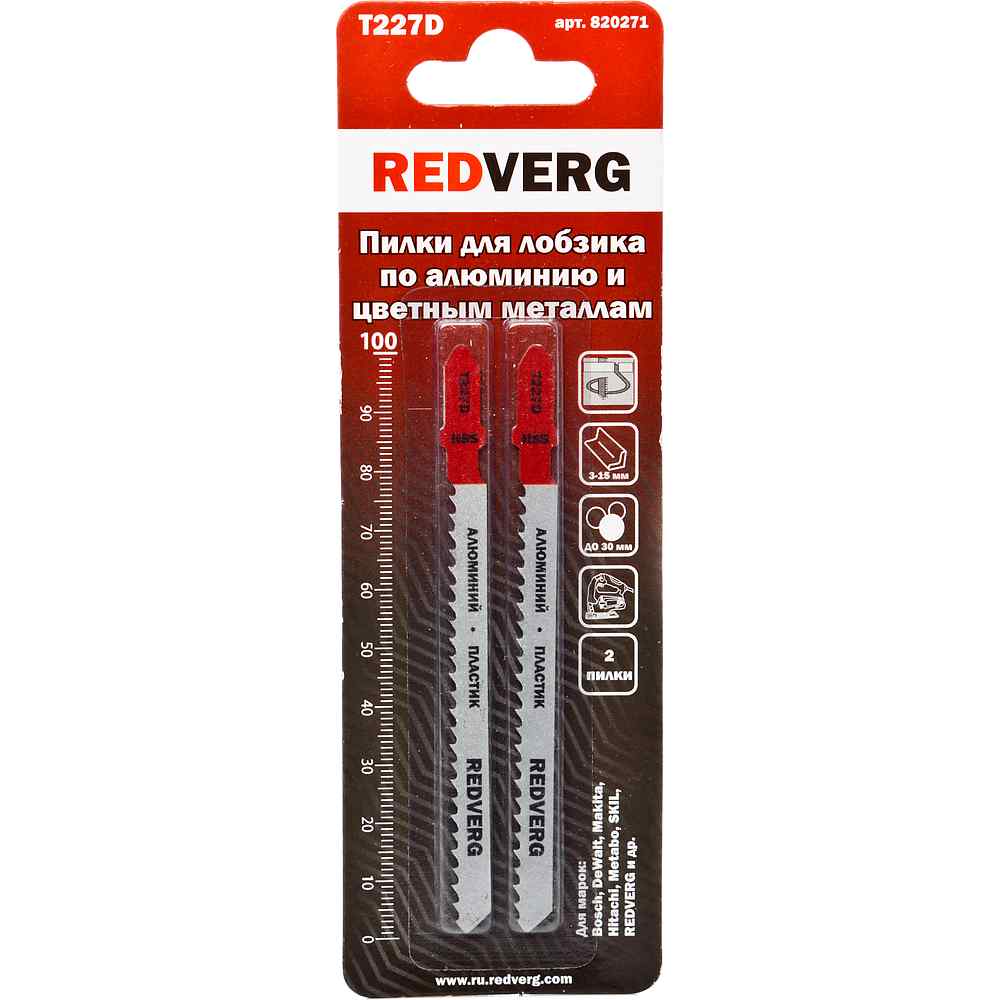 T227D
арт. 820271
REDVERG
Пилки для лобзика
по алюминию и
цветным металлам
100
90
80
70
60
50
40
30
20
10
0
T227D
HSS
АЛЮМИНИЙ • ПЛАСТИК
REDVERG
T227D
HSS
АЛЮМИНИЙ • ПЛАСТИК
REDVERG
3-15 мм
ДО 30 мм
2
ПИЛКИ
Для марок:
Bosch, DeWalt, Makita,
Hitachi, Metabo, SKIL,
REDVERG и др.
www.ru.redverg.com